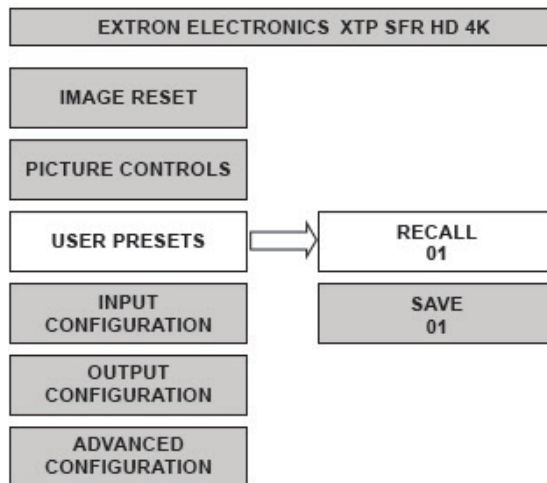 EXTRON ELECTRONICS XTP SFR HD 4K
IMAGE RESET
PICTURE CONTROLS
USER PRESETS
RECALL
01
INPUT
CONFIGURATION
SAVE
01
OUTPUT
CONFIGURATION
ADVANCED
CONFIGURATION